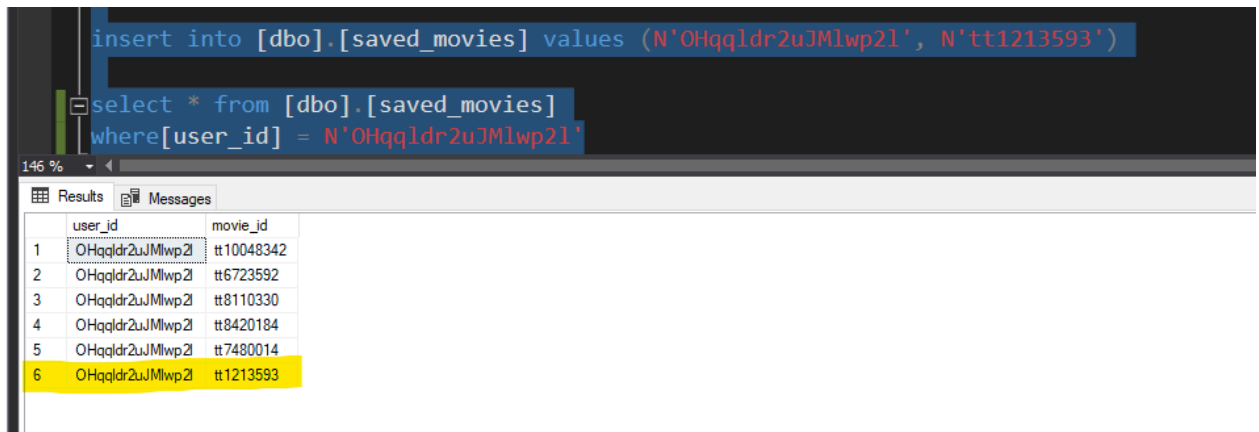 insert into [dbo].[saved_movies] values (N'OHqqldr2uJMlwp2l', N'tt1213593')
select * from [dbo].[saved_movies]
where[user_id] = N'OHqqldr2uJMlwp2l'
146 %
Results Messages
user_id movie_id
1 OHqqldr2uJMlwp2l tt10048342
2 OHqqldr2uJMlwp2l tt6723592
3 OHqqldr2uJMlwp2l tt8110330
4 OHqqldr2uJMlwp2l tt8420184
5 OHqqldr2uJMlwp2l tt7480014
6 OHqqldr2uJMlwp2l tt1213593